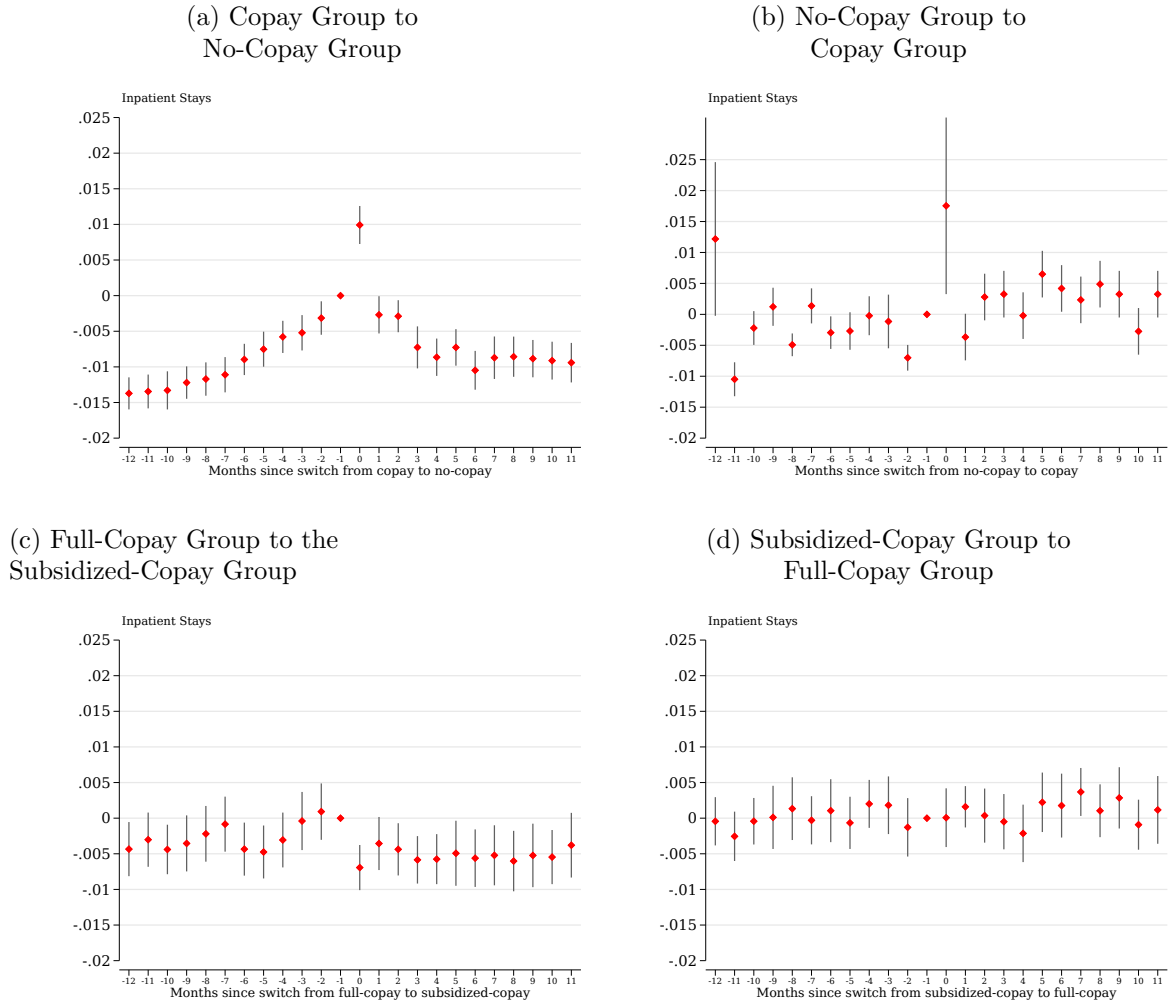 (a) Copay Group to
No-Copay Group
Inpatient Stays
.025
.02
.015
.01
.005
0
-.005
-.01
-.015
-.02
-12 -11 -10 -9 -8 -7 -6 -5 -4 -3 -2 -1 0 1 2 3 4 5 6 7 8 9 10 11
Months since switch from copay to no-copay
(b) No-Copay Group to
Copay Group
Inpatient Stays
.025
.02
.015
.01
.005
0
-.005
-.01
-.015
-.02
-12 -11 -10 -9 -8 -7 -6 -5 -4 -3 -2 -1 0 1 2 3 4 5 6 7 8 9 10 11
Months since switch from no-copay to copay
(c) Full-Copay Group to the
Subsidized-Copay Group
Inpatient Stays
.025
.02
.015
.01
.005
0
-.005
-.01
-.015
-.02
-12 -11 -10 -9 -8 -7 -6 -5 -4 -3 -2 -1 0 1 2 3 4 5 6 7 8 9 10 11
Months since switch from full-copay to subsidized-copay
(d) Subsidized-Copay Group to
Full-Copay Group
Inpatient Stays
.025
.02
.015
.01
.005
0
-.005
-.01
-.015
-.02
-12 -11 -10 -9 -8 -7 -6 -5 -4 -3 -2 -1 0 1 2 3 4 5 6 7 8 9 10 11
Months since switch from subsidized-copay to full-copay